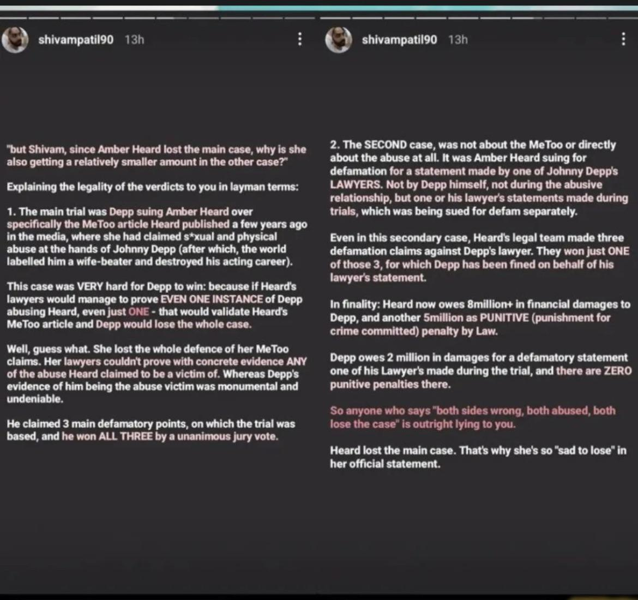 shivampatil90 13h
"but Shivam, since Amber Heard lost the main case, why is she
also getting a relatively smaller amount in the other case?"
Explaining the legality of the verdicts to you in layman terms:
1. The main trial was Depp suing Amber Heard over
specifically the MeToo article Heard published a few years ago
in the media, where she had claimed s*xual and physical
abuse at the hands of Johnny Depp (after which, the world
labelled him a wife-beater and destroyed his acting career).
This case was VERY hard for Depp to win: because if Heard's
lawyers would manage to prove EVEN ONE INSTANCE of Depp
abusing Heard, even just ONE - that would validate Heard's
MeToo article and Depp would lose the whole case.
Well, guess what. She lost the whole defence of her MeToo
claims. Her lawyers couldn't prove with concrete evidence ANY
of the abuse Heard claimed to be a victim of. Whereas Depp's
evidence of him being the abuse victim was monumental and
undeniable.
He claimed 3 main defamatory points, on which the trial was
based, and he won ALL THREE by a unanimous jury vote.
shivampatil90 13h
2. The SECOND case, was not about the MeToo or directly
about the abuse at all. It was Amber Heard suing for
defamation for a statement made by one of Johnny Depp's
LAWYERS. Not by Depp himself, not during the abusive
relationship, but one or his lawyer's statements made during
trials, which was being sued for defam separately.
Even in this secondary case, Heard's legal team made three
defamation claims against Depp's lawyer. They won just ONE
of those 3, for which Depp has been fined on behalf of his
lawyer's statement.
In finality: Heard now owes 8million+ in financial damages to
Depp, and another 5million as PUNITIVE (punishment for
crime committed) penalty by Law.
Depp owes 2 million in damages for a defamatory statement
one of his Lawyer's made during the trial, and there are ZERO
punitive penalties there.
So anyone who says "both sides wrong, both abused, both
lose the case" is outright lying to you.
Heard lost the main case. That's why she's so "sad to lose" in
her official statement.